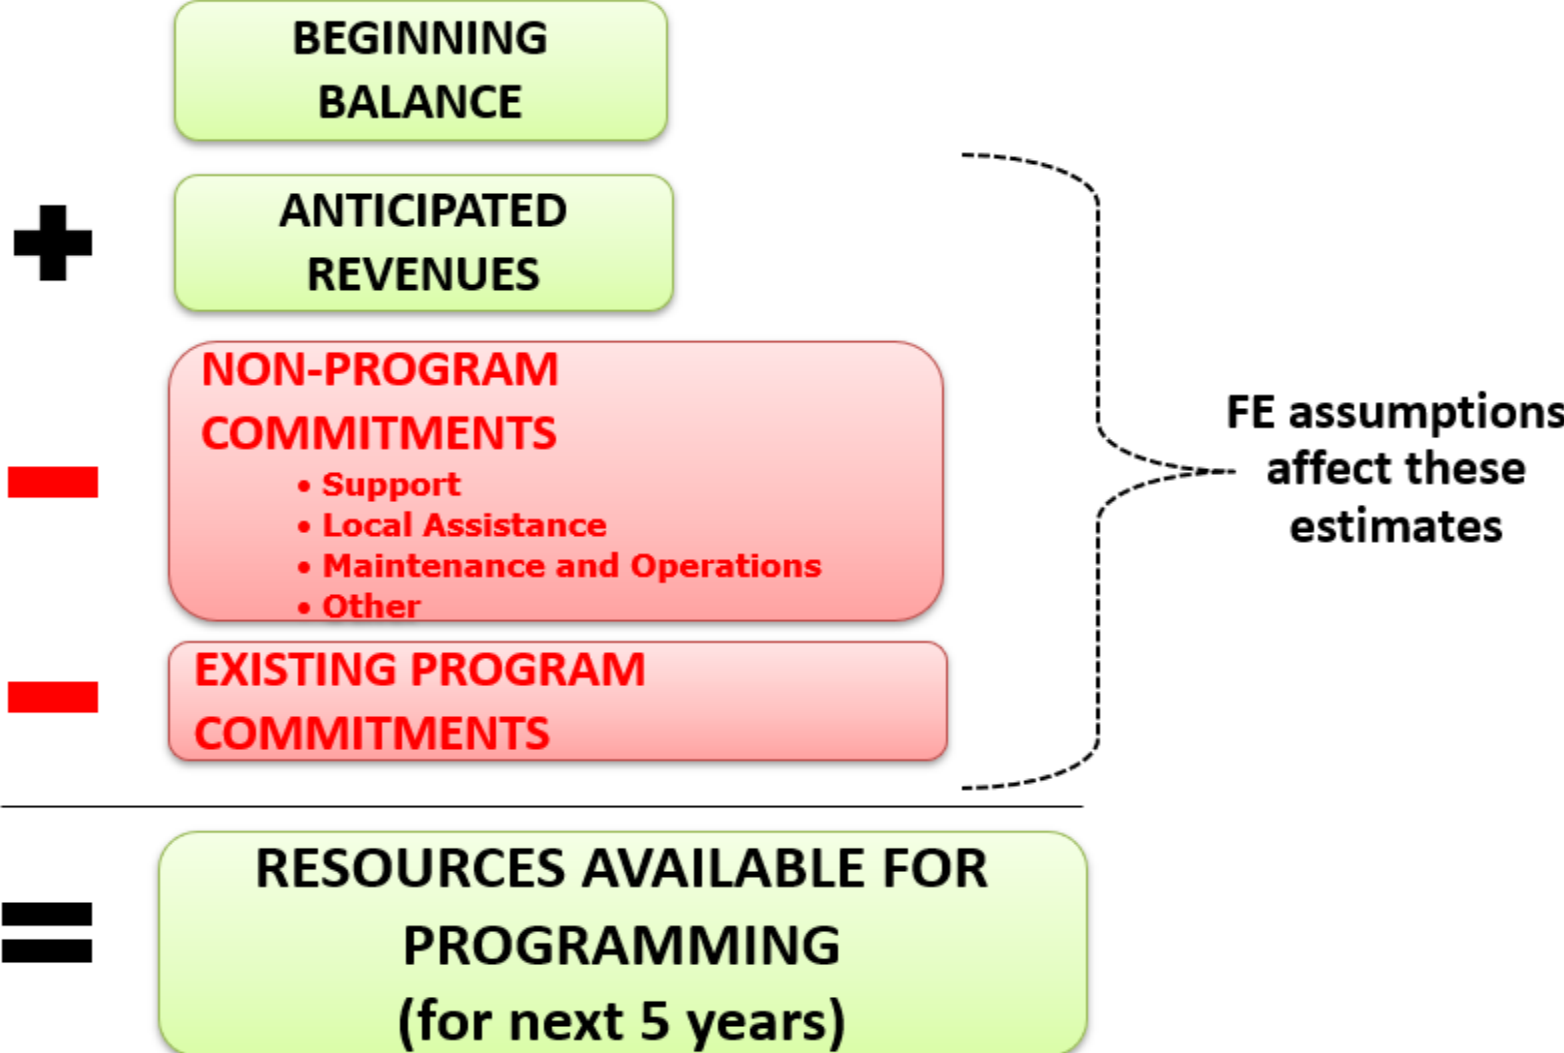 BEGINNING
BALANCE
ANTICIPATED
REVENUES
NON-PROGRAM
COMMITMENTS
• Support
• Local Assistance
• Maintenance and Operations
• Other
EXISTING PROGRAM
COMMITMENTS
FE assumptions
affect these
estimates
RESOURCES AVAILABLE FOR
PROGRAMMING
(for next 5 years)